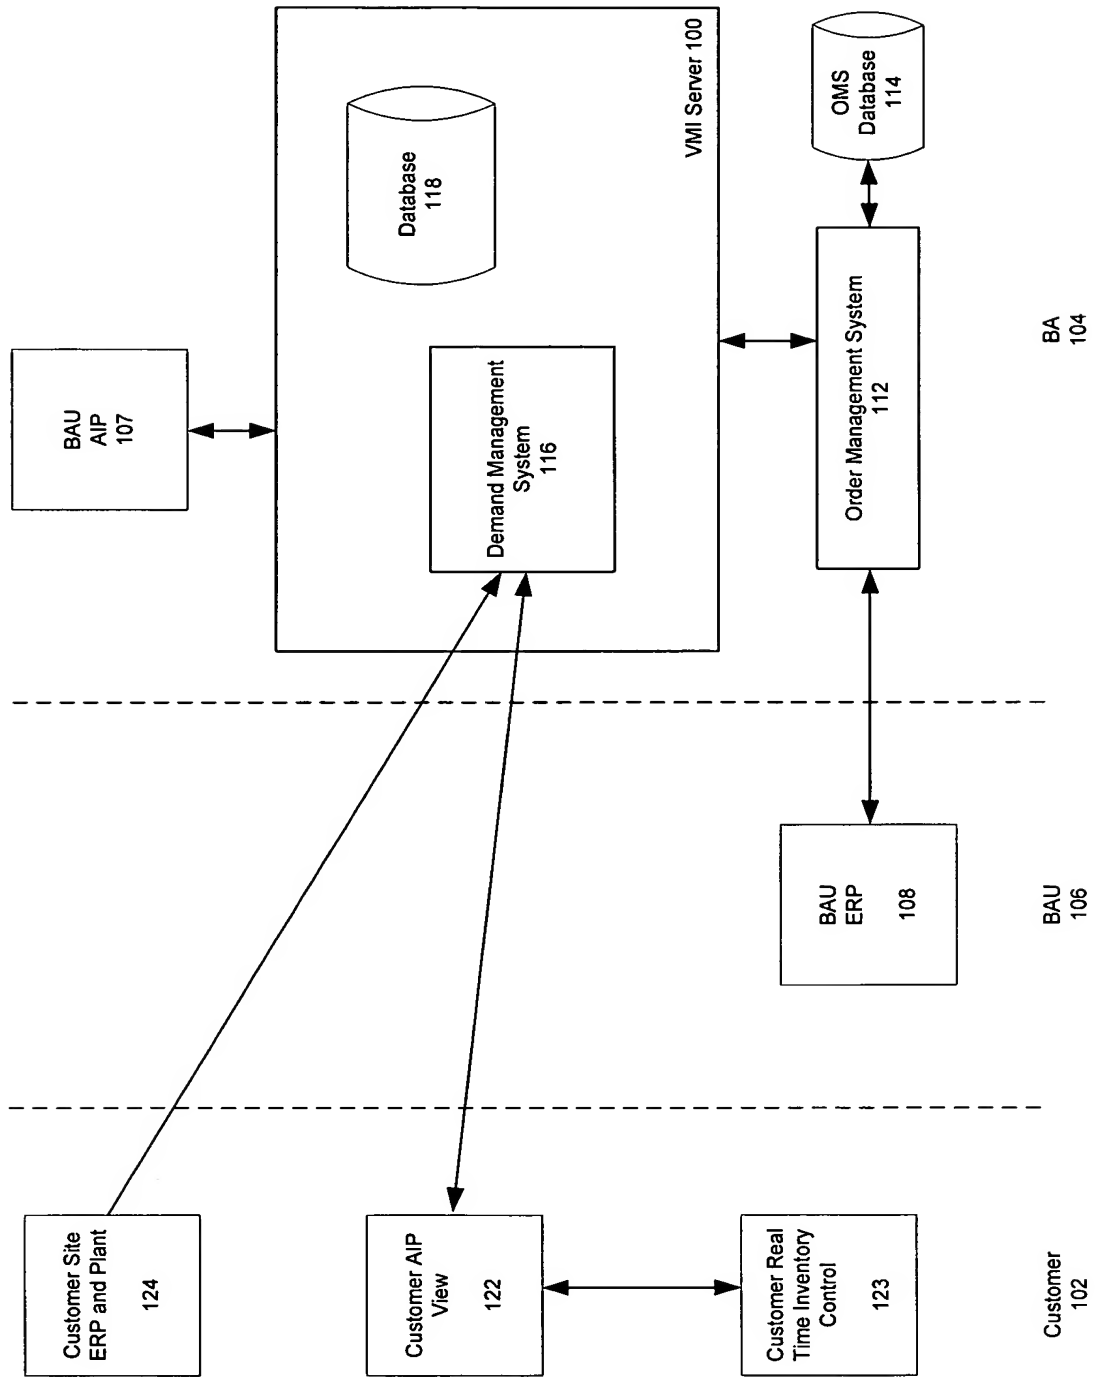 Customer Site
ERP and Plant
124
Customer AIP
View
122
Customer Real
Time Inventory
Control
123
Customer
102
BAU
ERP
108
BAU
106
BAU
AIP
107
Demand Management
System
116
Database
118
VMI Server 100
Order Management System
112
OMS
Database
114
BA
104